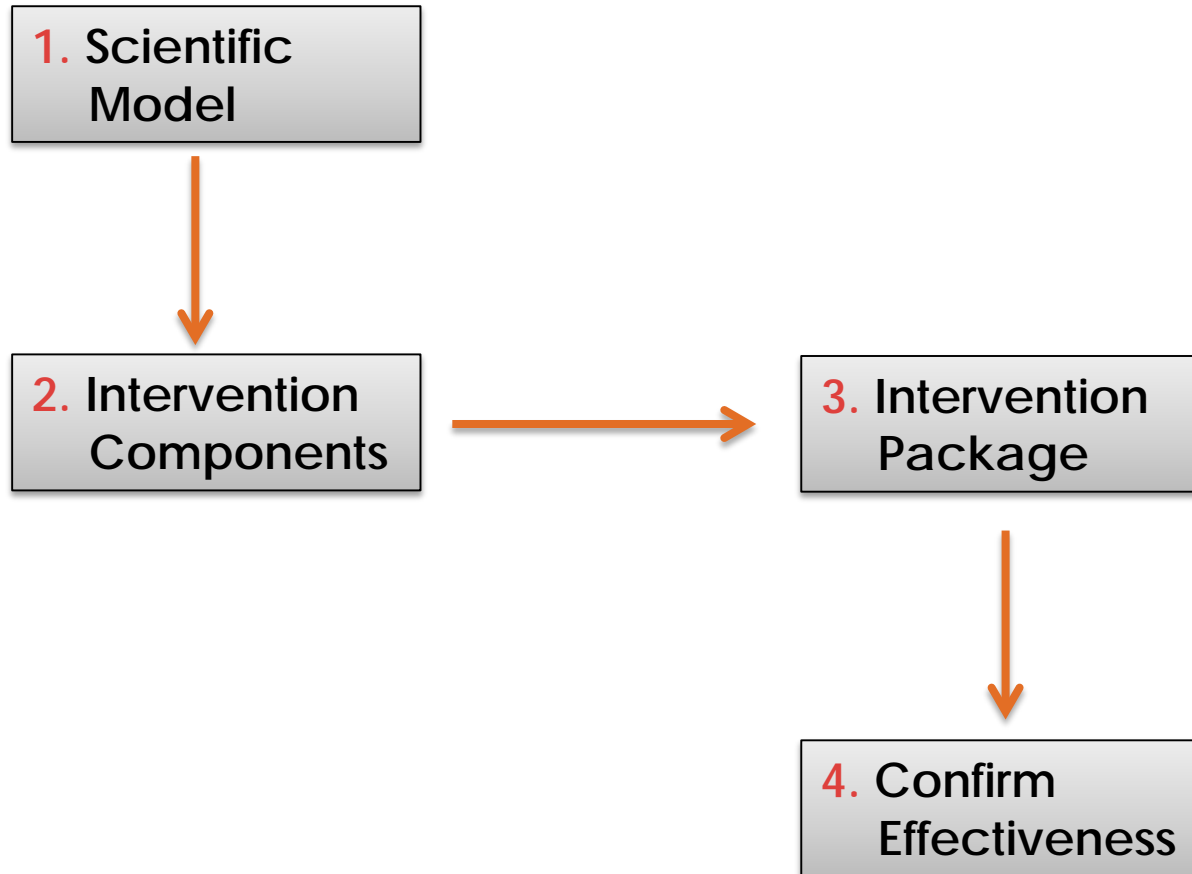 1. Scientific
Model
2. Intervention
Components
3. Intervention
Package
4. Confirm
Effectiveness